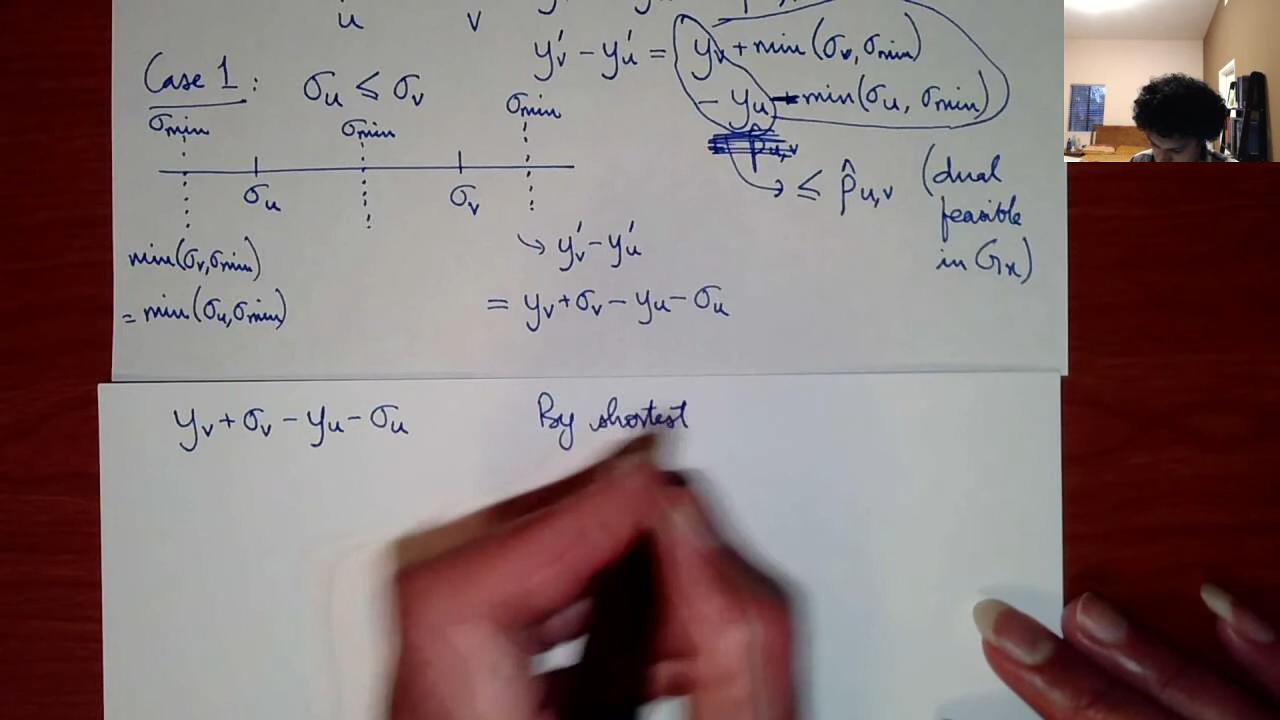 u v
y'v − y'u = yv + min(σv, σmin)
− yu − min(σu, σmin)
Case 1: σu ≤ σv
σmin σmin σmin
σu σv
≤ p̂u,v (dual
feasible
in Gx)
min(σv, σmin)
= min(σu, σmin)
↳ y'v − y'u
= yv + σv − yu − σu
yv + σv − yu − σu By shortest